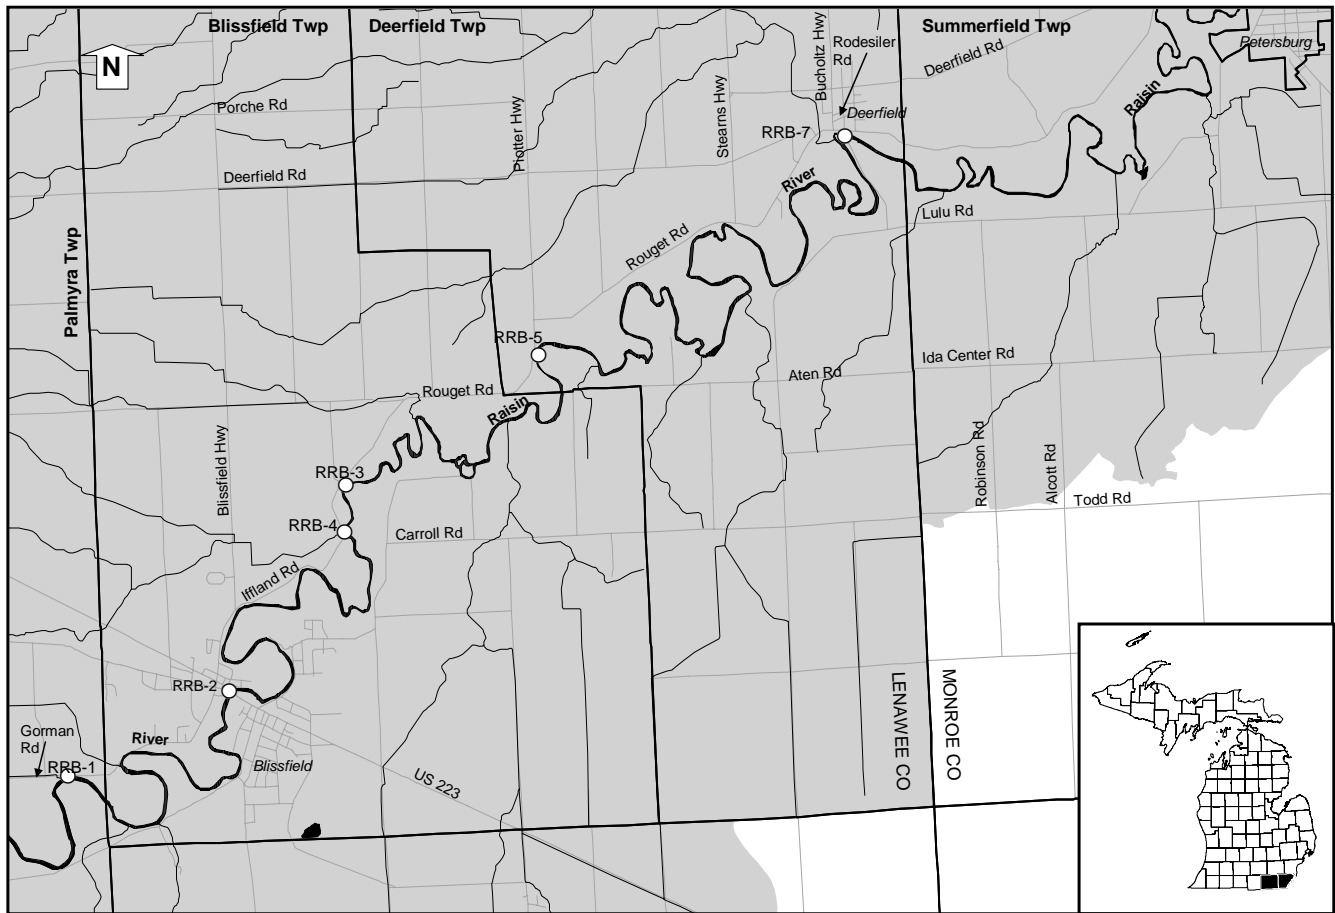 Blissfield Twp
Deerfield Twp
Summerfield Twp
N
Bucholtz Hwy
Rodesiler
Rd
Deerfield Rd
Petersburg
Porche Rd
Piotter Hwy
Stearns Hwy
Raisin
Deerfield
RRB-7
Deerfield Rd
River
Lulu Rd
Palmyra Twp
Rouget Rd
RRB-5
Ida Center Rd
Aten Rd
Rouget Rd
Raisin
Blissfield Hwy
RRB-3
Robinson Rd
Alcott Rd
Todd Rd
RRB-4
Carroll Rd
Iffland Rd
RRB-2
LENAWEE CO
MONROE CO
Gorman
Rd
River
RRB-1
Blissfield
US 223